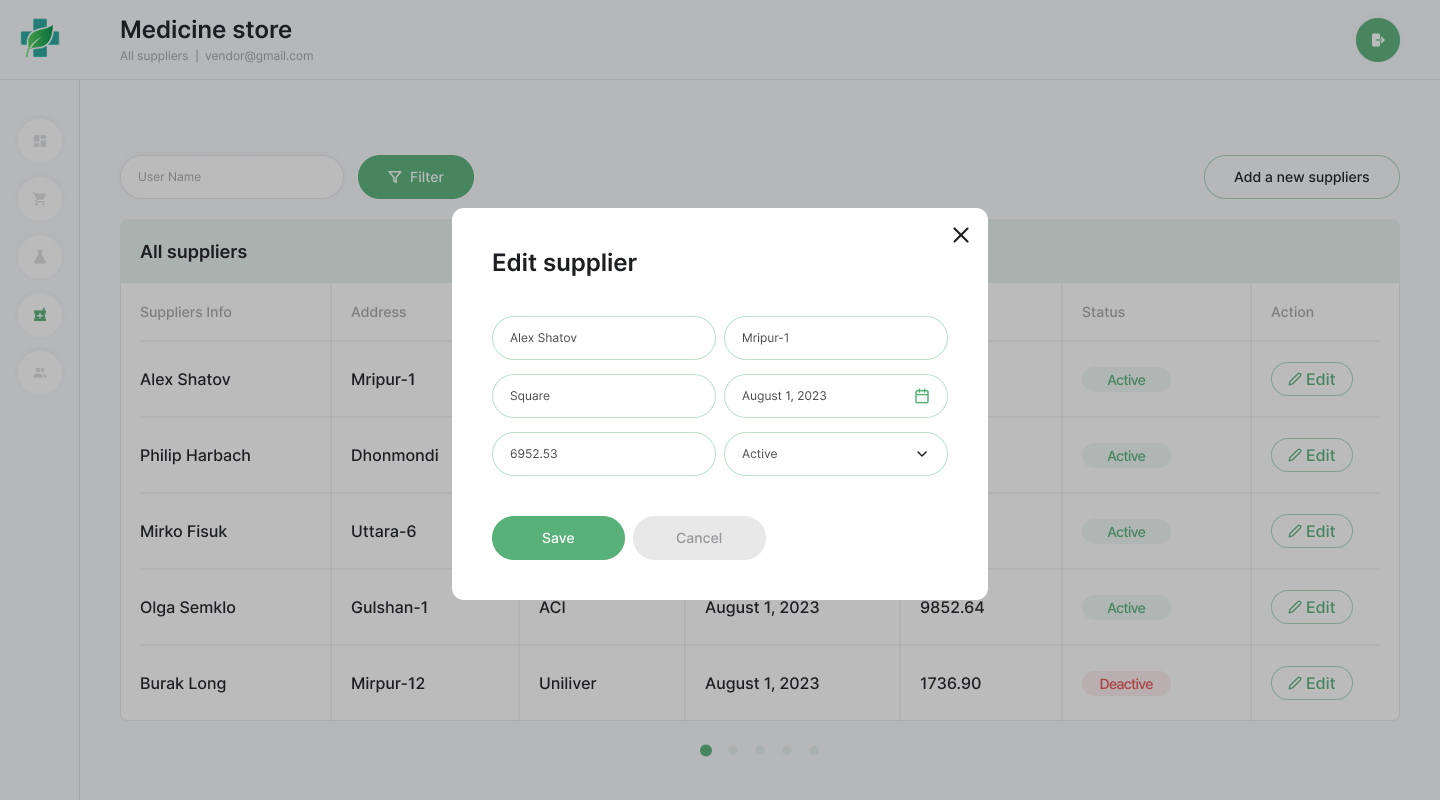 Medicine store
All suppliers | vendor@gmail.com
User Name
Filter
Add a new suppliers
All suppliers
Suppliers Info
Address
Status
Action
Alex Shatov
Mripur-1
Active
Edit
Philip Harbach
Dhonmondi
Active
Edit
Mirko Fisuk
Uttara-6
Active
Edit
Olga Semklo
Gulshan-1
ACI
August 1, 2023
9852.64
Active
Edit
Burak Long
Mirpur-12
Uniliver
August 1, 2023
1736.90
Deactive
Edit
Edit supplier
Alex Shatov
Mripur-1
Square
August 1, 2023
6952.53
Active
Save
Cancel